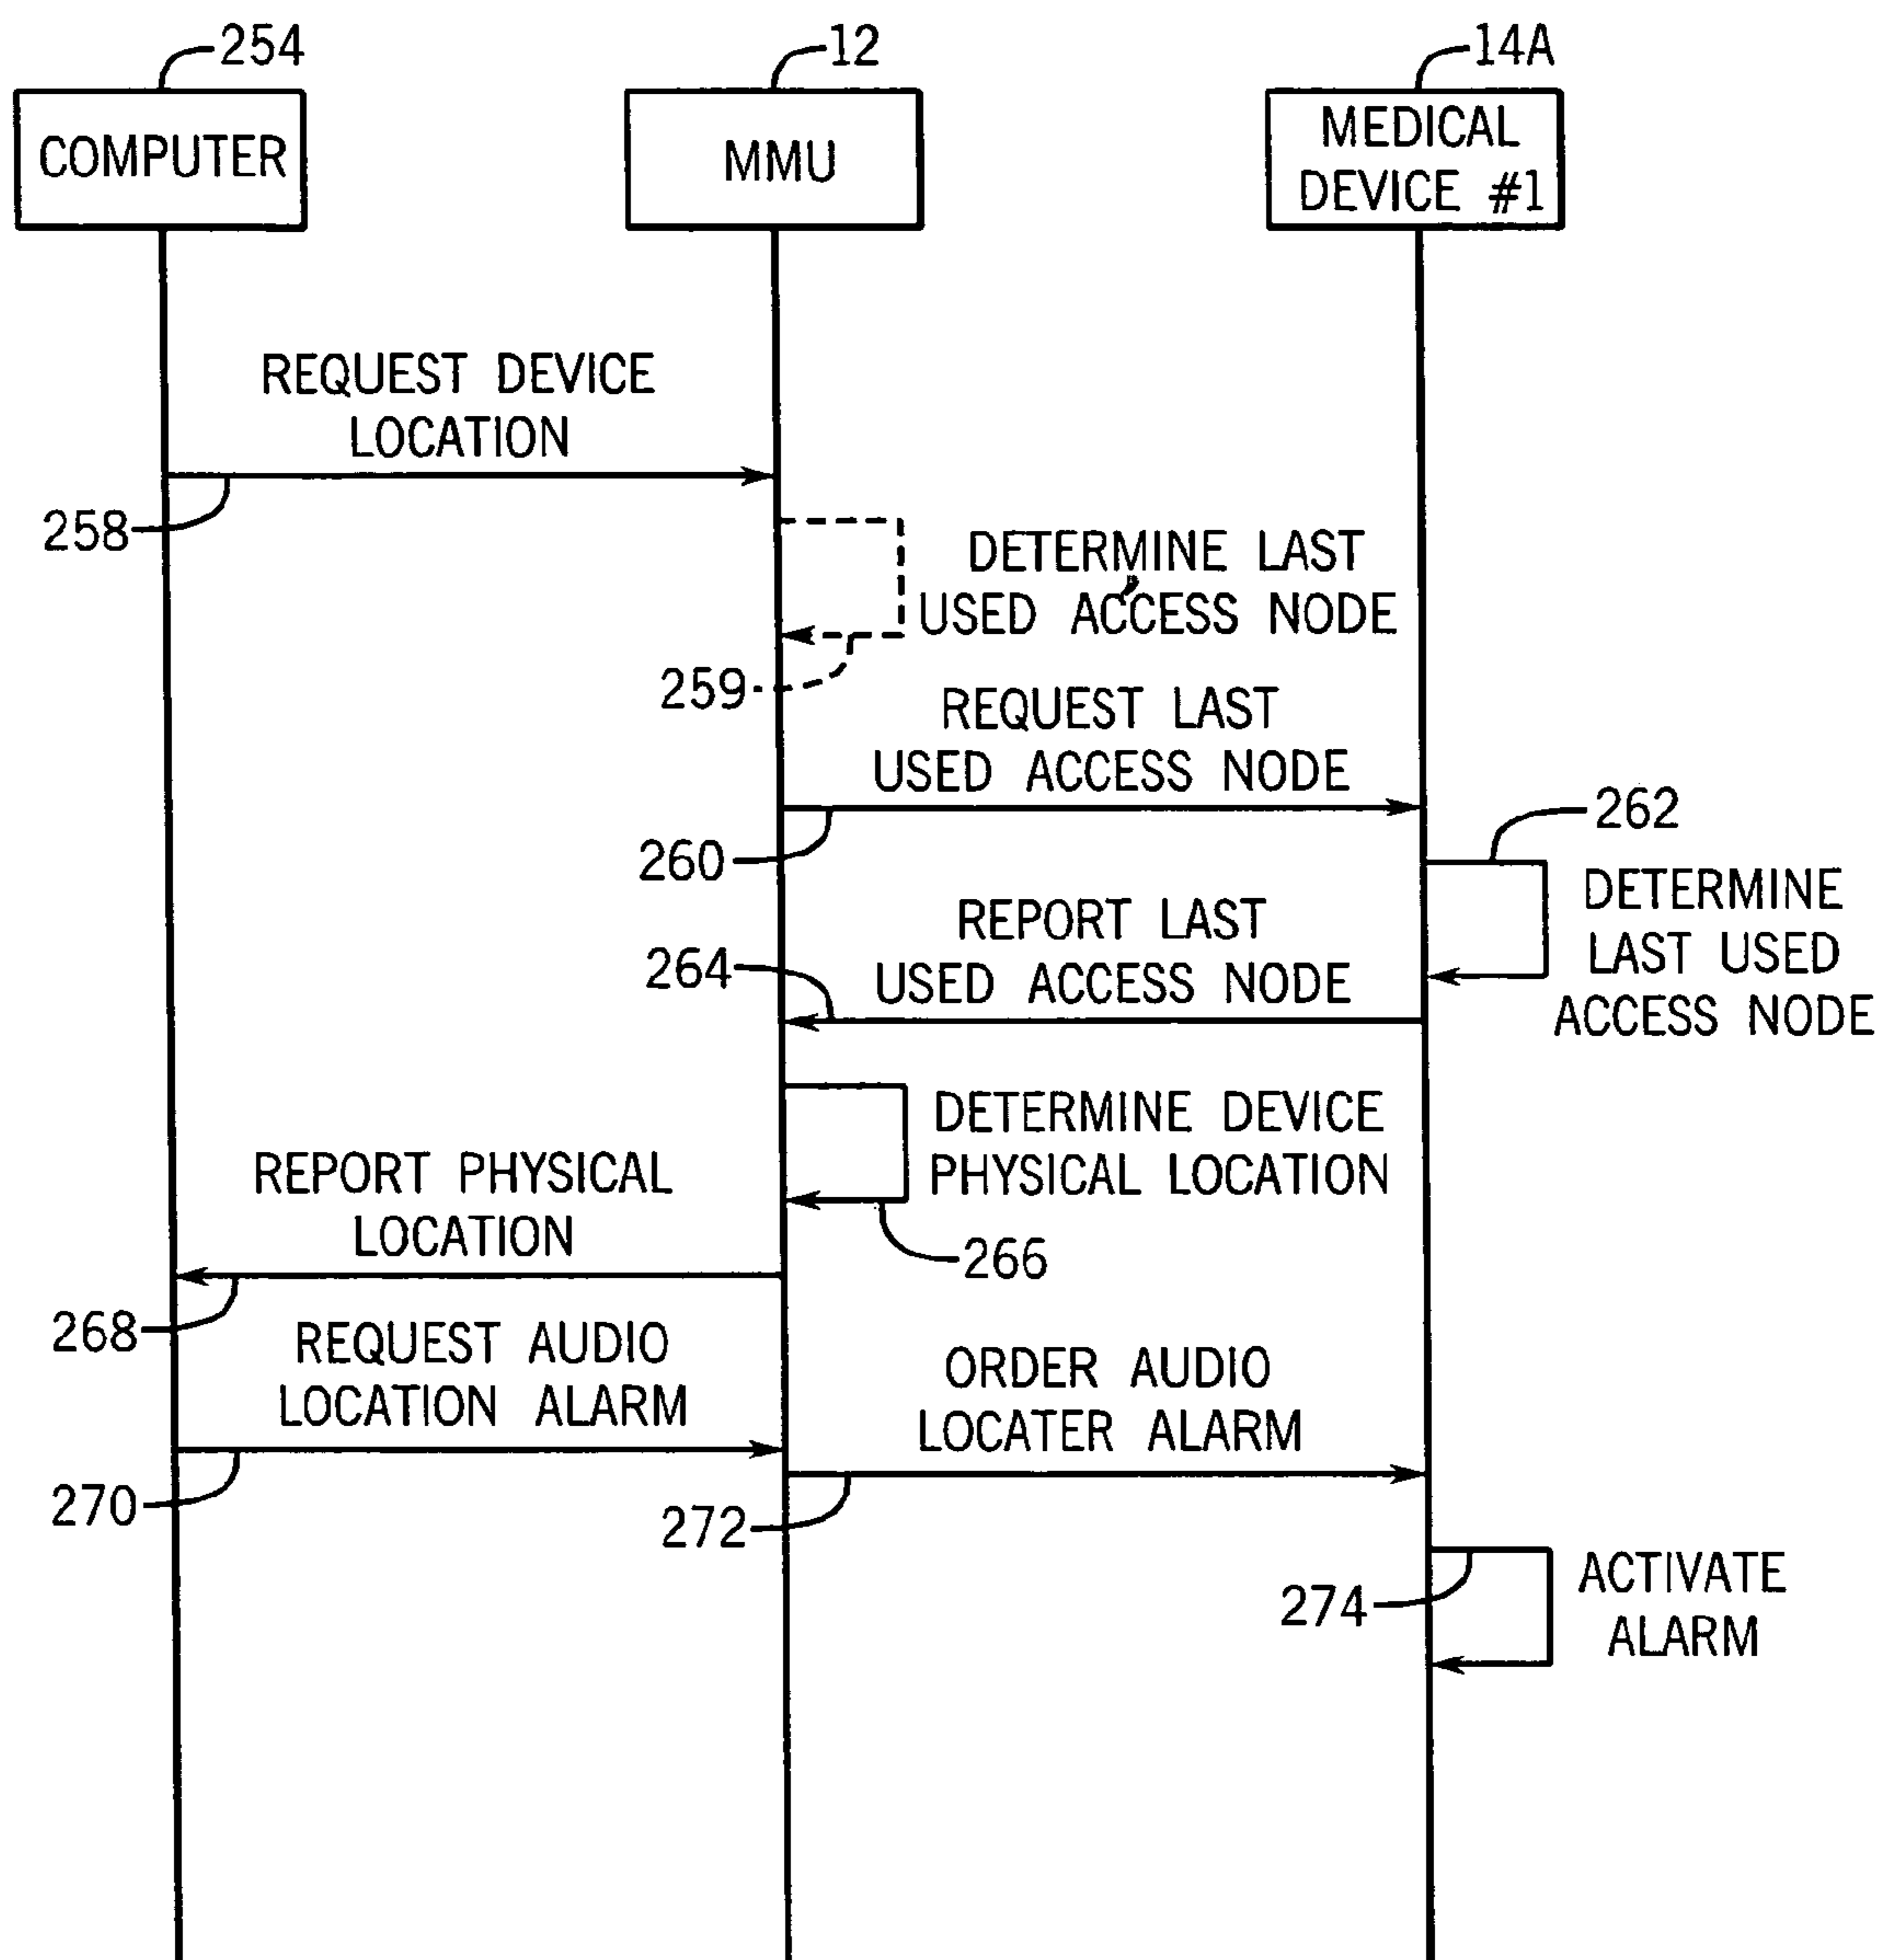 254
12
14A
COMPUTER
MMU
MEDICAL
DEVICE #1
REQUEST DEVICE
LOCATION
258
DETERMINE LAST
USED ACCESS NODE
259
REQUEST LAST
USED ACCESS NODE
260
262
DETERMINE
LAST USED
ACCESS NODE
REPORT LAST
USED ACCESS NODE
264
DETERMINE DEVICE
PHYSICAL LOCATION
266
REPORT PHYSICAL
LOCATION
268
REQUEST AUDIO
LOCATION ALARM
270
ORDER AUDIO
LOCATER ALARM
272
274
ACTIVATE
ALARM